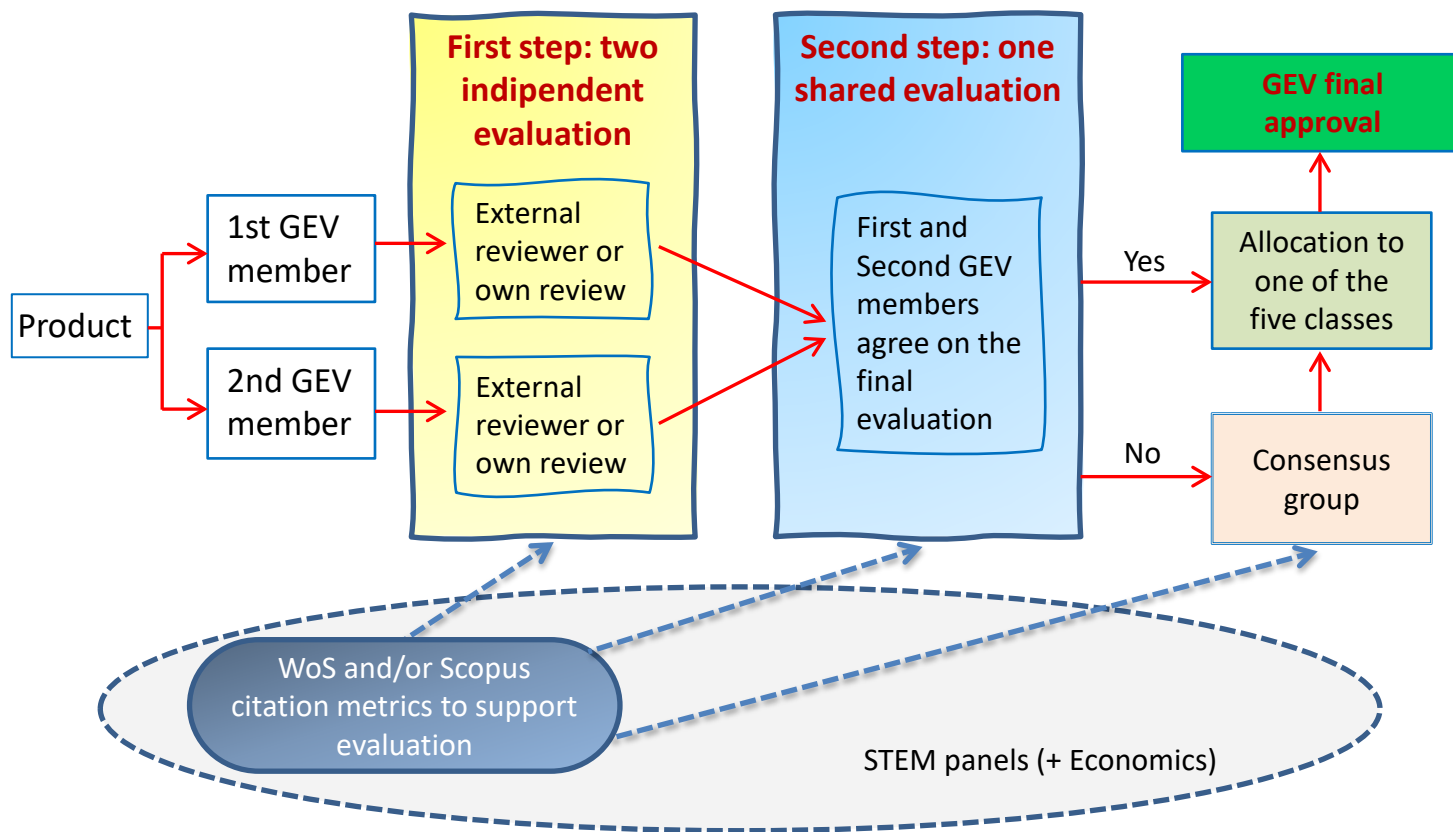 First step: two
indipendent
evaluation
Second step: one
shared evaluation
GEV final
approval
Product
1st GEV
member
2nd GEV
member
External
reviewer or
own review
External
reviewer or
own review
First and
Second GEV
members
agree on the
final
evaluation
Yes
No
Allocation to
one of the
five classes
Consensus
group
WoS and/or Scopus
citation metrics to support
evaluation
STEM panels (+ Economics)